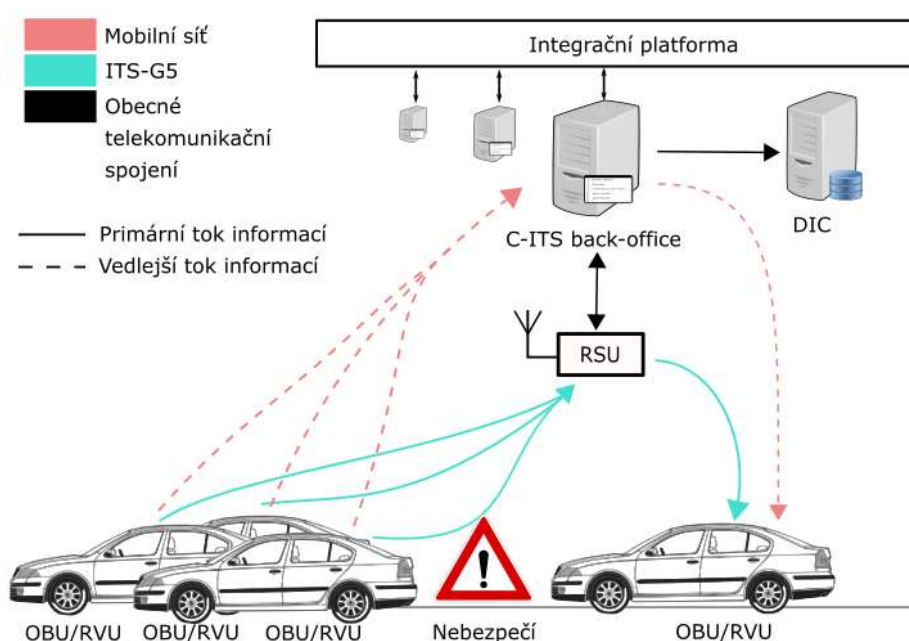 Mobilní síť
ITS-G5
Obecné
telekomunikační
spojení
Primární tok informací
Vedlejší tok informací
Integrační platforma
C-ITS back-office
DIC
RSU
OBU/RVU
OBU/RVU
OBU/RVU
Nebezpečí
OBU/RVU